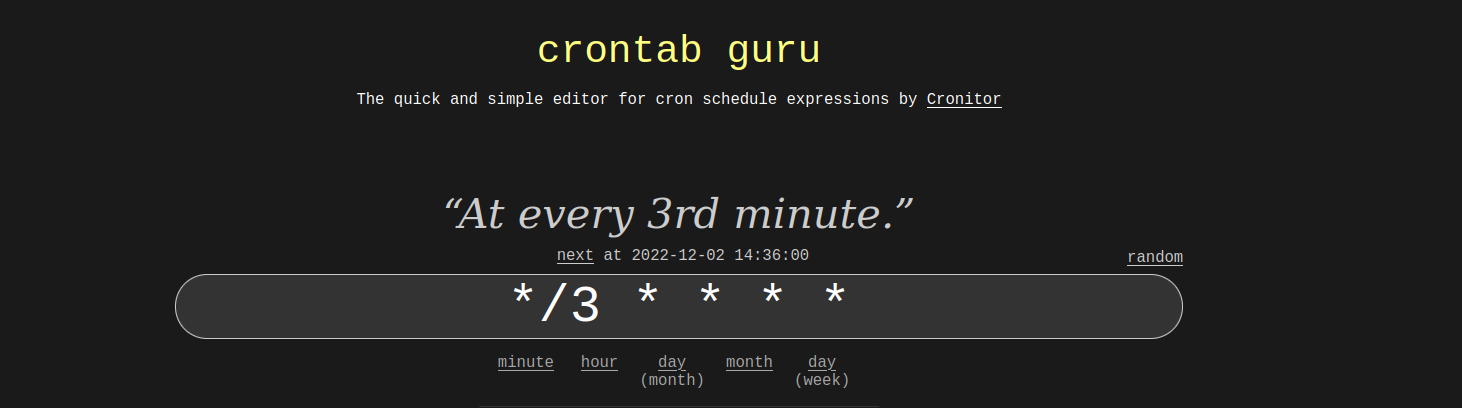 crontab guru
The quick and simple editor for cron schedule expressions by Cronitor
“At every 3rd minute.”
next at 2022-12-02 14:36:00
random
*/3 * * * *
minute hour day month day
(month) (week)